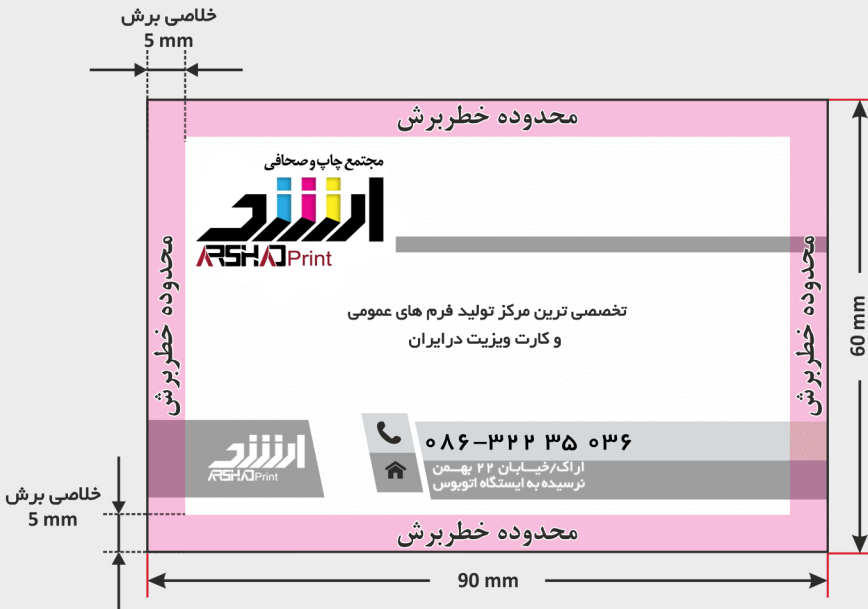 خلاصی برش
5 mm
محدوده خطربرش
مجتمع چاپ و صحافی
ارشد
ARSHAD Print
محدوده خطربرش
محدوده خطربرش
60 mm
تخصصی ترین مرکز تولید فرم های عمومی
و کارت ویزیت درایران
ارشد
ARSHAD Print
۰۸۶-۳۲۲ ۳۵ ۰۳۶
اراک/خیـــابان ۲۲ بهـــمن
نرسیده به ایستگاه اتوبوس
خلاصی برش
5 mm
محدوده خطربرش
90 mm